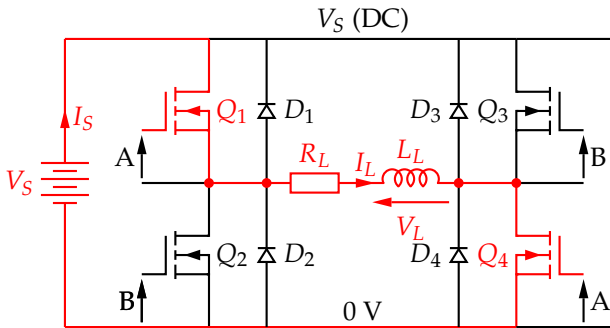 V_S (DC)
I_S Q_1 D_1 D_3 Q_3
A R_L I_L L_L B
V_S
V_L
Q_2 D_2 D_4 Q_4
B 0 V A